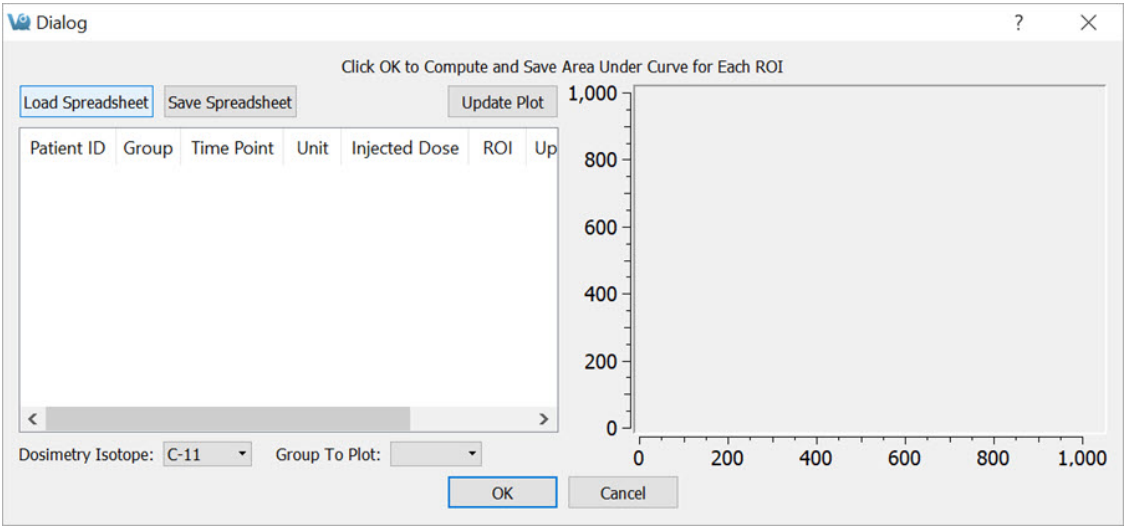 Dialog
?
Click OK to Compute and Save Area Under Curve for Each ROI
Load Spreadsheet Save Spreadsheet Update Plot
Patient ID Group Time Point Unit Injected Dose ROI Up
1,000
800
600
400
200
0
0 200 400 600 800 1,000
Dosimetry Isotope: C-11 Group To Plot:
OK Cancel